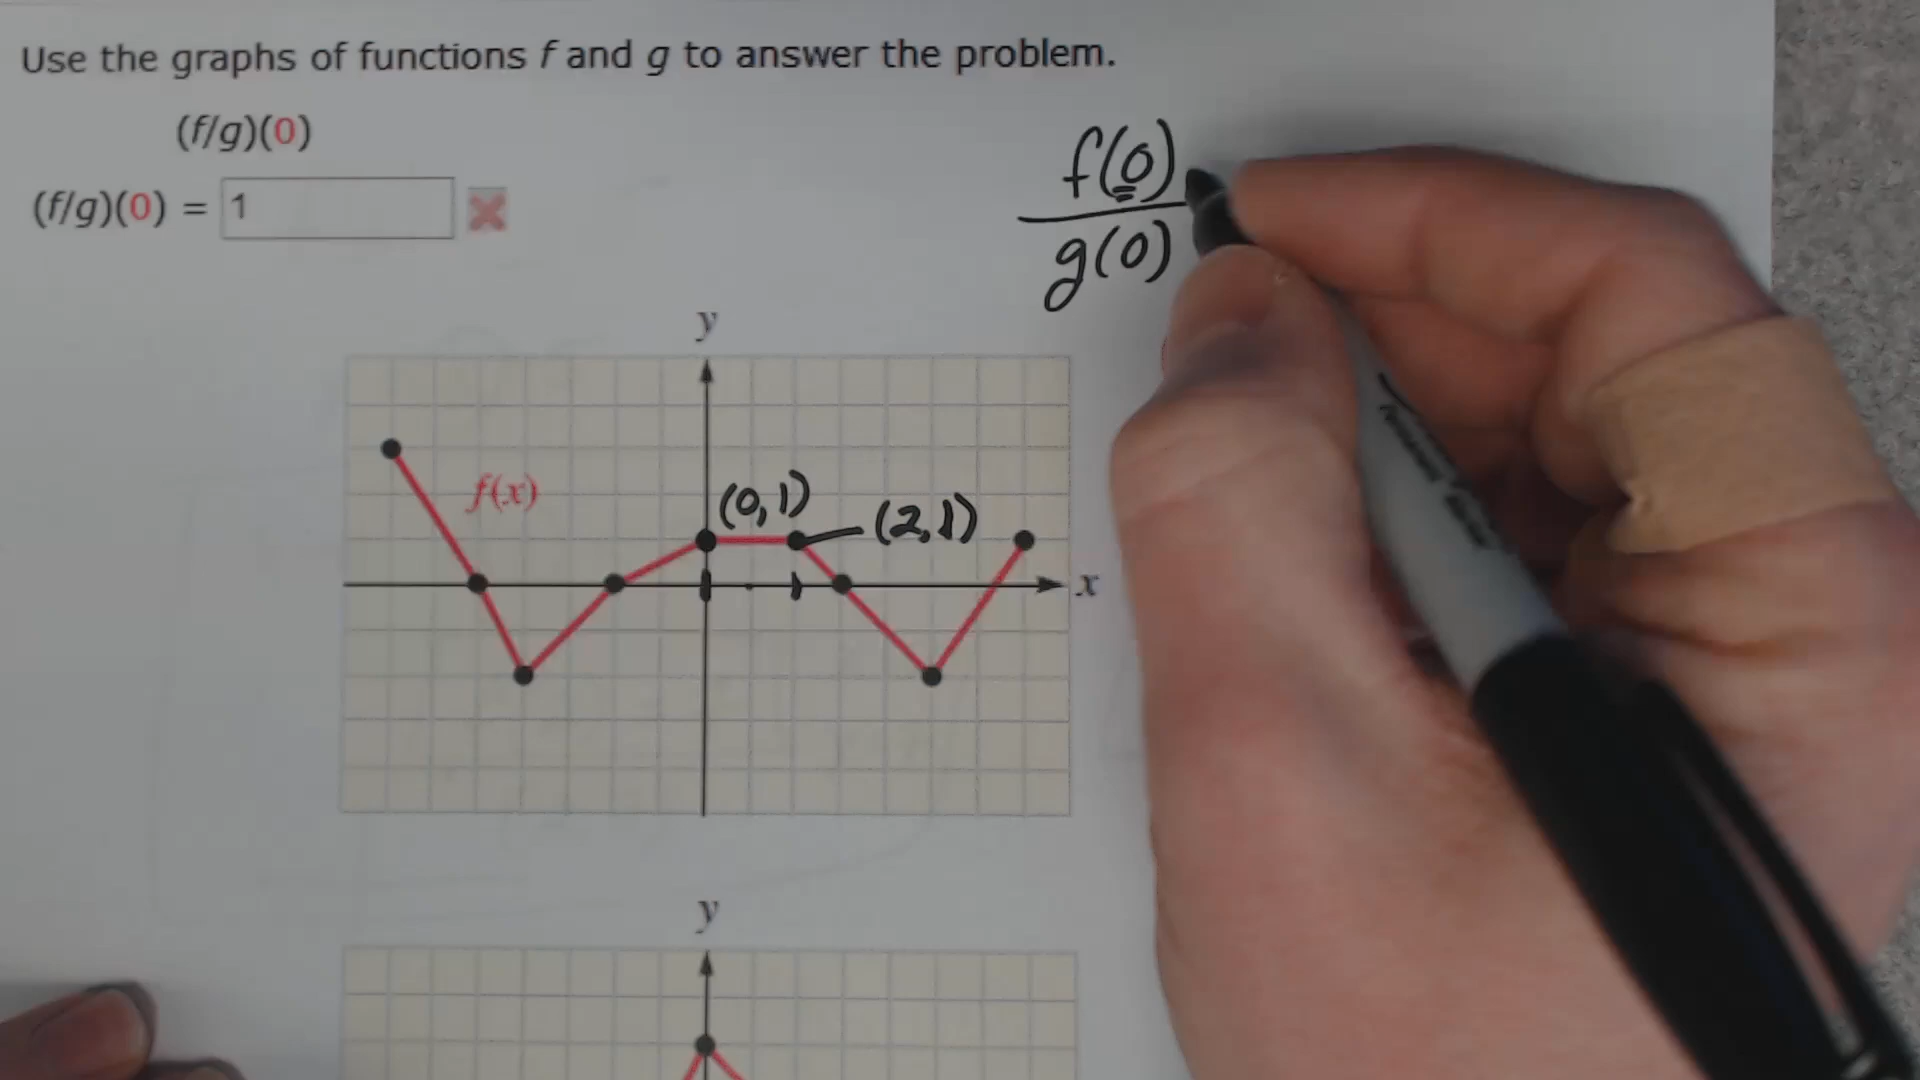 Use the graphs of functions f and g to answer the problem.
(f/g)(0)
(f/g)(0) = 1
f(0)
g(0)
y
f(x)
(0,1)
(2,1)
x
y